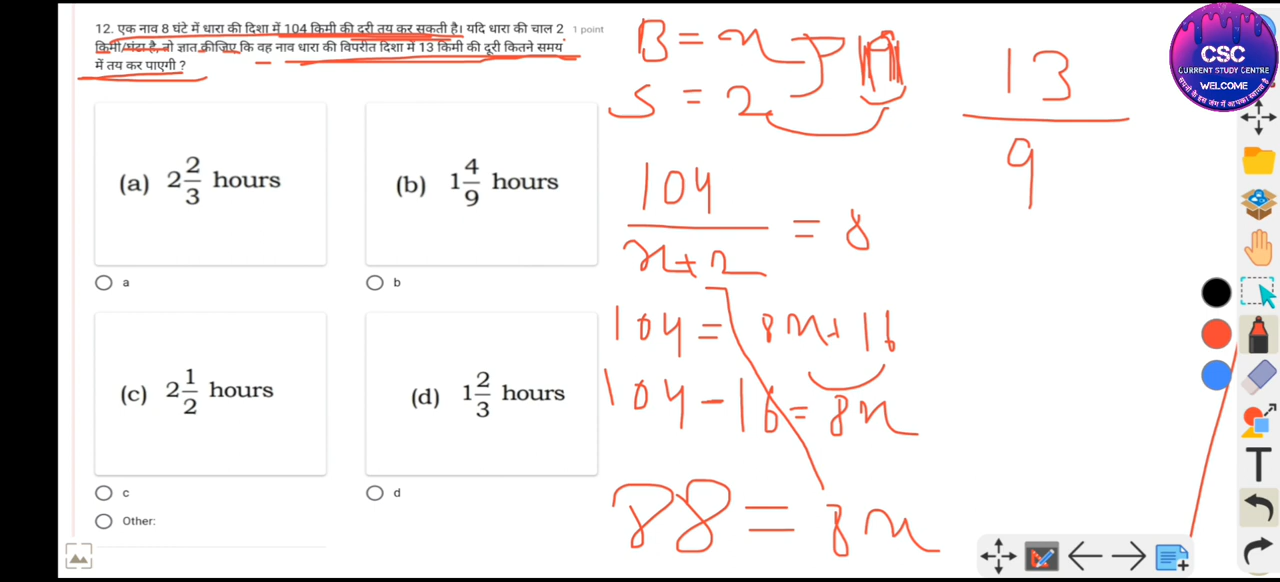 12. एक नाव 8 घंटे में धारा की दिशा में 104 किमी की दूरी तय कर सकती है। यदि धारा की चाल 2 1 point
किमी/घंटा है, तो ज्ञात कीजिए कि वह नाव धारा की विपरीत दिशा में 13 किमी की दूरी कितने समय
में तय कर पाएगी ?
(a) 2 2/3 hours
(b) 1 4/9 hours
a
b
(c) 2 1/2 hours
(d) 1 2/3 hours
c
d
Other:
B = x
S = 2
104/(x+2) = 8
104 = 8x+16
104-16 = 8x
88 = 8x
13/9
CSC
CURRENT STUDY CENTRE
WELCOME
T